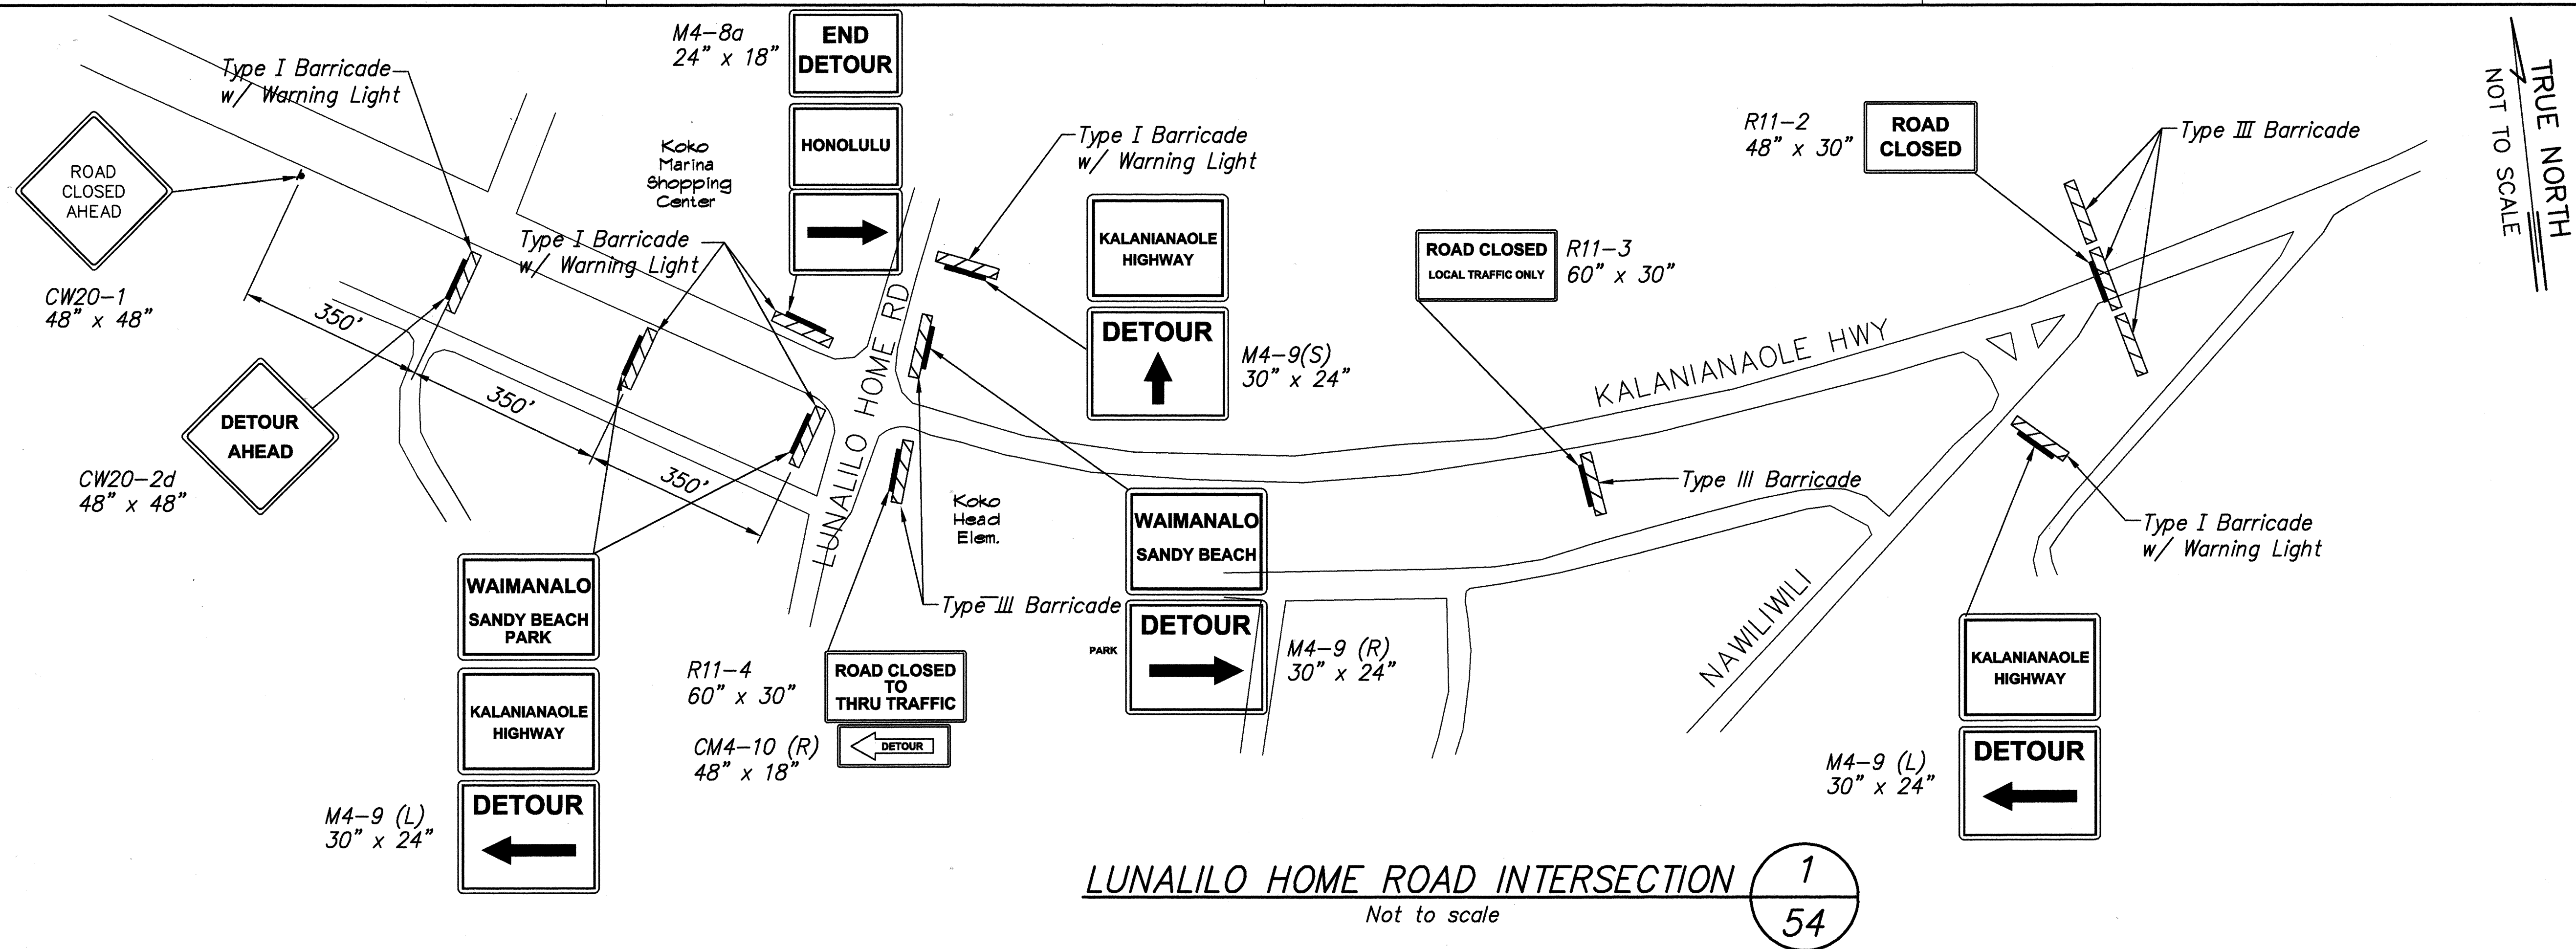 M4-8a
24" x 18"
END
DETOUR
HONOLULU
Type I Barricade
w/ Warning Light
ROAD
CLOSED
AHEAD
CW20-1
48" x 48"
350'
350'
350'
DETOUR
AHEAD
CW20-2d
48" x 48"
Koko
Marina
Shopping
Center
Type I Barricade
w/ Warning Light
LUNALILO HOME RD
Type I Barricade
w/ Warning Light
KALANIANAOLE
HIGHWAY
DETOUR
M4-9(S)
30" x 24"
R11-2
48" x 30"
ROAD
CLOSED
Type III Barricade
TRUE NORTH
NOT TO SCALE
ROAD CLOSED
LOCAL TRAFFIC ONLY
R11-3
60" x 30"
KALANIANAOLE HWY
Type III Barricade
Koko
Head
Elem.
Type III Barricade
WAIMANALO
SANDY BEACH
PARK
DETOUR
M4-9 (R)
30" x 24"
WAIMANALO
SANDY BEACH
PARK
KALANIANAOLE
HIGHWAY
DETOUR
M4-9 (L)
30" x 24"
R11-4
60" x 30"
ROAD CLOSED
TO
THRU TRAFFIC
CM4-10 (R)
48" x 18"
DETOUR
NAWILIWILI
Type I Barricade
w/ Warning Light
KALANIANAOLE
HIGHWAY
DETOUR
M4-9 (L)
30" x 24"
LUNALILO HOME ROAD INTERSECTION
Not to scale
1
54